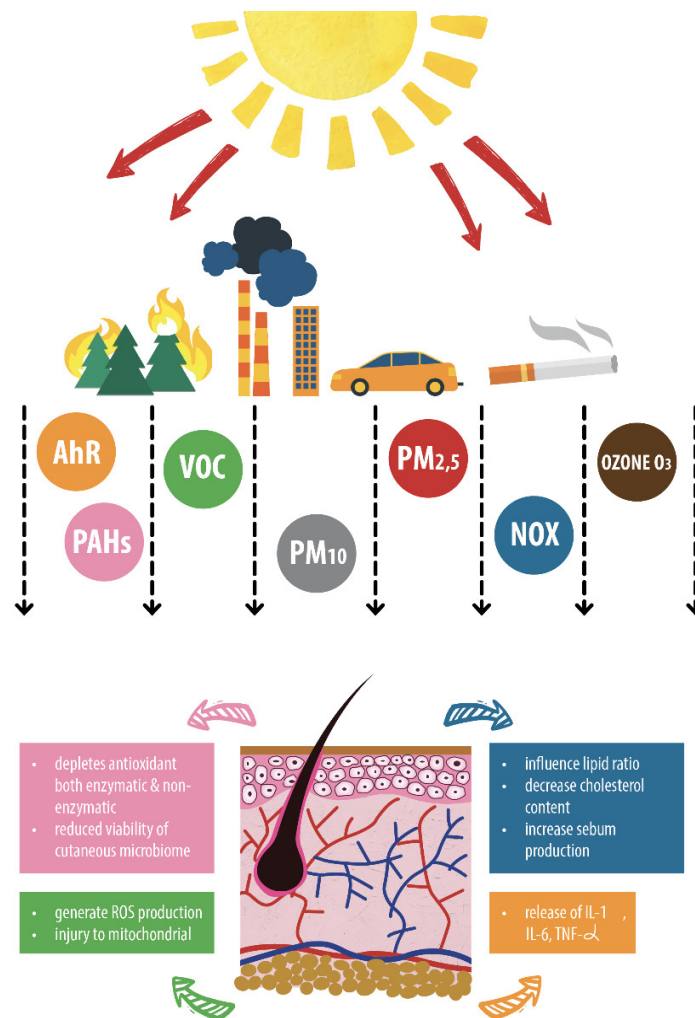 AhR
VOC
PM2,5
OZONE O3
PAHs
PM10
NOX
• depletes antioxidant
both enzymatic & non-
enzymatic
• reduced viability of
cutaneous microbiome
• influence lipid ratio
• decrease cholesterol
content
• increase sebum
production
• generate ROS production
• injury to mitochondrial
• release of IL-1 ,
IL-6, TNF-α